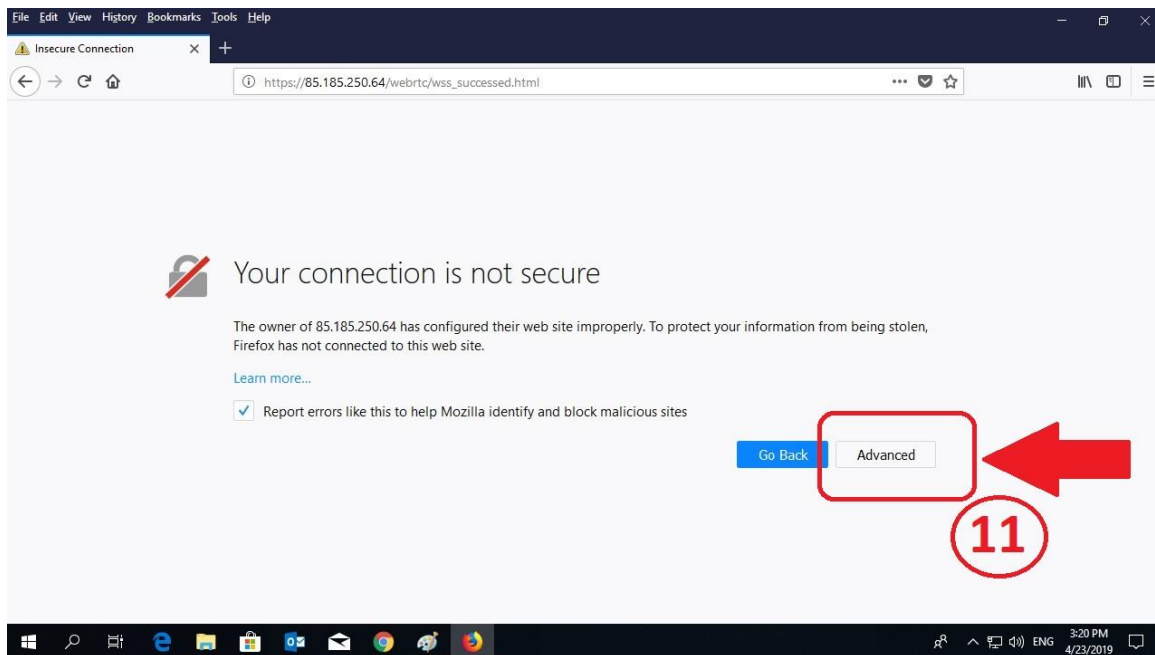 File Edit View History Bookmarks Tools Help
Insecure Connection
https://85.185.250.64/webrtc/wss_successed.html
Your connection is not secure
The owner of 85.185.250.64 has configured their web site improperly. To protect your information from being stolen,
Firefox has not connected to this web site.
Learn more...
Report errors like this to help Mozilla identify and block malicious sites
Go Back Advanced
11
ENG 3:20 PM
4/23/2019